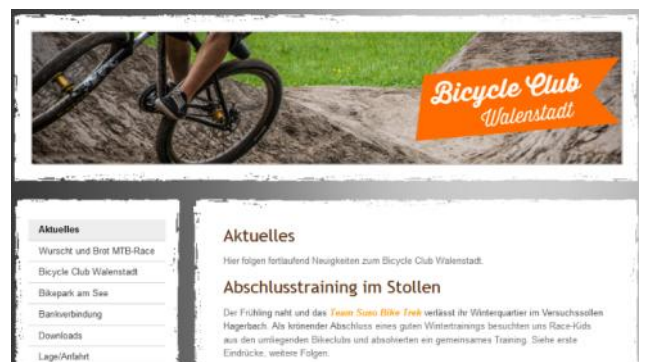 Bicycle Club
Walenstadt
Aktuelles
Wurscht und Brot MTB-Race
Bicycle Club Walenstadt
Bikepark am See
Bankverbindung
Downloads
Lage/Anfahrt
Aktuelles
Hier folgen fortlaufend Neuigkeiten zum Bicycle Club Walenstadt.
Abschlusstraining im Stollen
Der Frühling naht und das Team Suso Bike Trek verlässt ihr Winterquartier im Versuchssollen
Hagerbach. Als krönender Abschluss eines guten Wintertrainings besuchten uns Race-Kids
aus den umliegenden Bikeclubs und absolvierten ein gemeinsames Training. Siehe erste
Eindrücke, weitere Folgen.